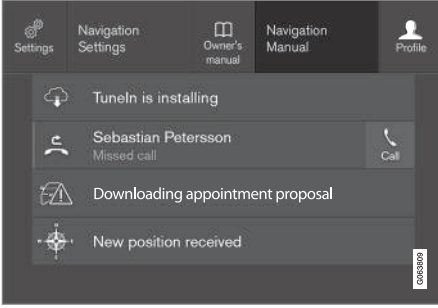 Settings
Navigation
Settings
Owner's
manual
Navigation
Manual
Profile
TuneIn is installing
Sebastian Petersson
Missed call
Call
Downloading appointment proposal
New position received
G063809